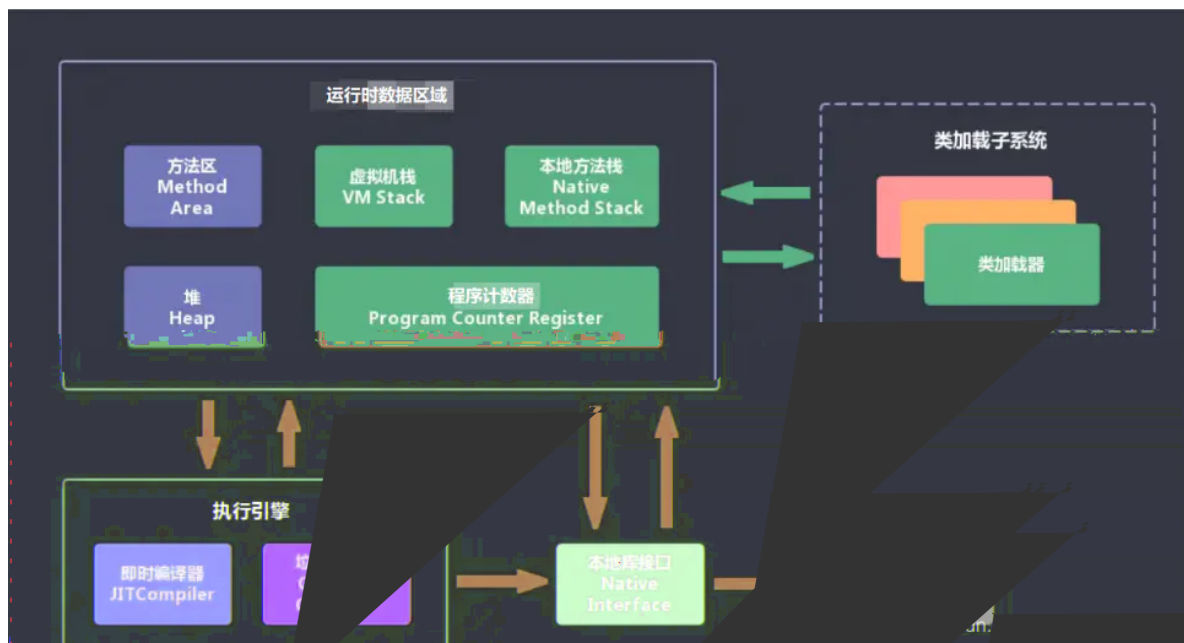 运行时数据区域
方法区
Method
Area
虚拟机栈
VM Stack
本地方法栈
Native
Method Stack
堆
Heap
程序计数器
Program Counter Register
类加载子系统
类加载器
执行引擎
即时编译器
JITCompiler
本地库接口
Native
Interface